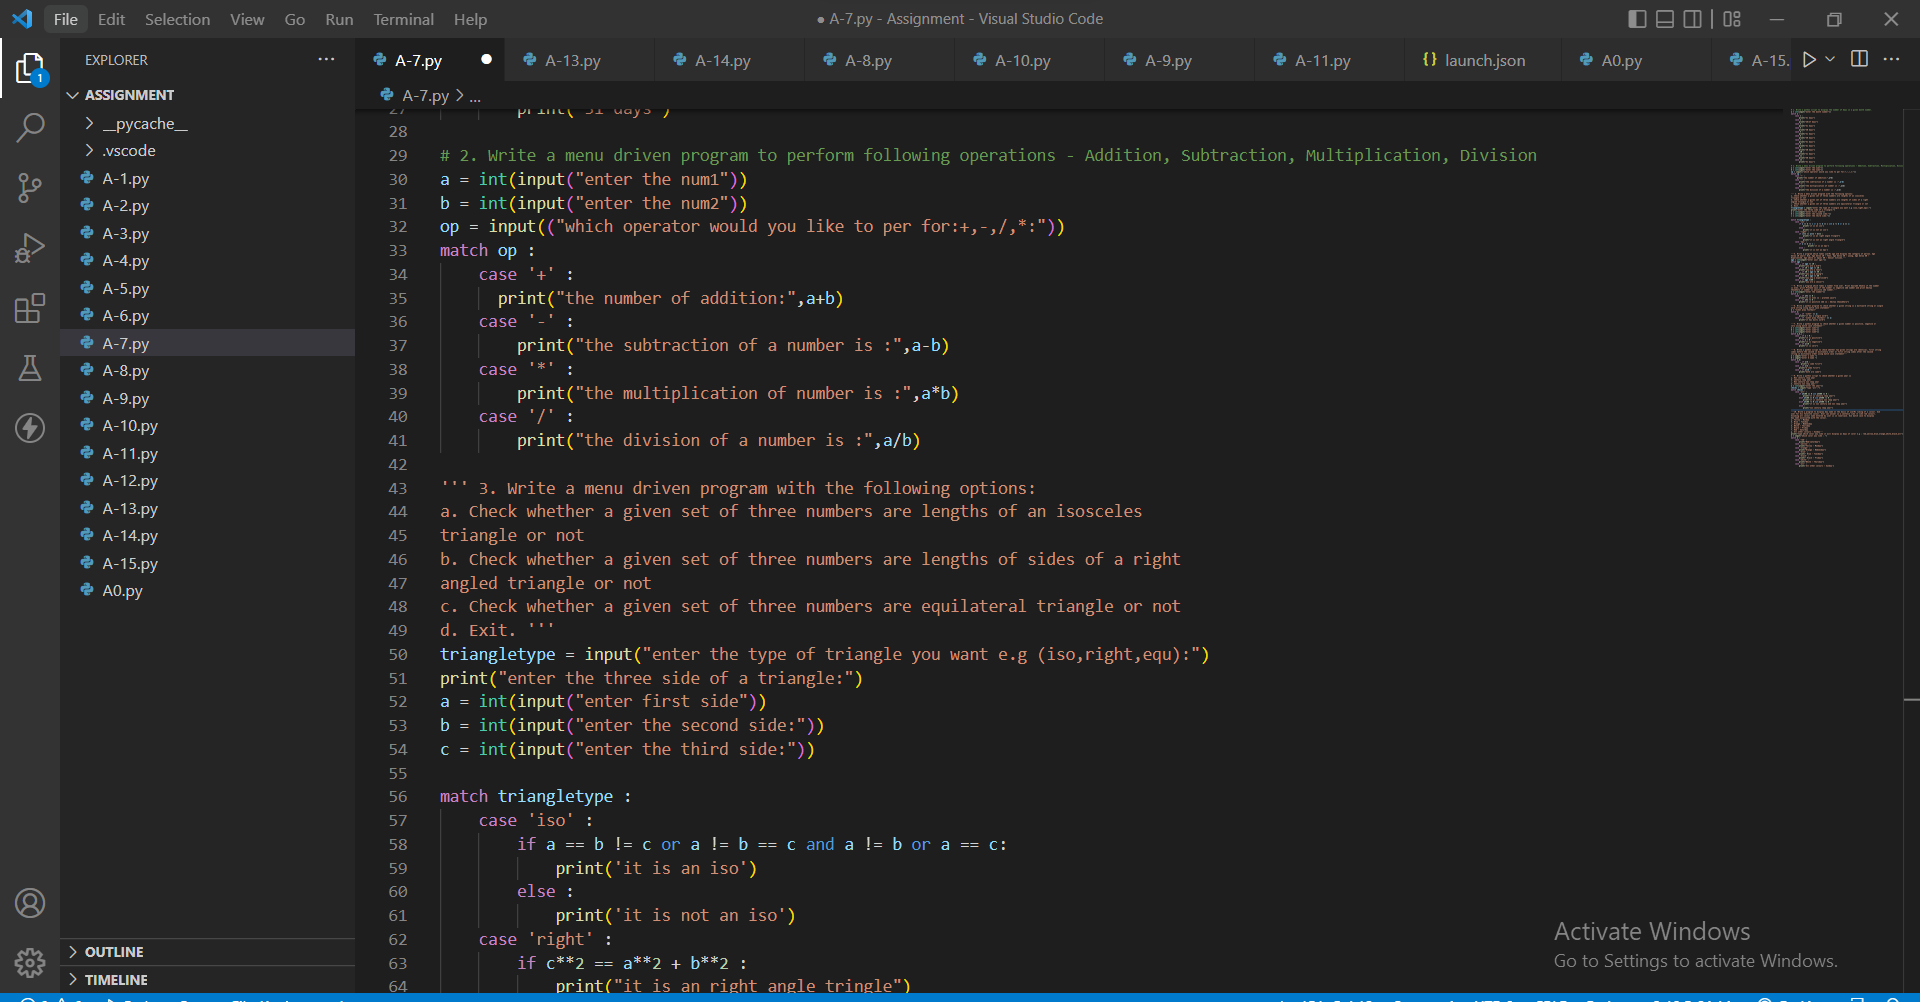 File Edit Selection View Go Run Terminal Help
● A-7.py - Assignment - Visual Studio Code
EXPLORER
A-7.py A-13.py A-14.py A-8.py A-10.py A-9.py A-11.py {} launch.json A0.py A-15.
1
A-7.py > ...
ASSIGNMENT
__pycache__
.vscode
A-1.py
A-2.py
A-3.py
A-4.py
A-5.py
A-6.py
A-7.py
A-8.py
A-9.py
A-10.py
A-11.py
A-12.py
A-13.py
A-14.py
A-15.py
A0.py
OUTLINE
TIMELINE
27 print("31 days")
28
29 # 2. Write a menu driven program to perform following operations - Addition, Subtraction, Multiplication, Division
30 a = int(input("enter the num1"))
31 b = int(input("enter the num2"))
32 op = input(("which operator would you like to per for:+,-,/,*:"))
33 match op :
34 case '+' :
35 print("the number of addition:",a+b)
36 case '-' :
37 print("the subtraction of a number is :",a-b)
38 case '*' :
39 print("the multiplication of number is :",a*b)
40 case '/' :
41 print("the division of a number is :",a/b)
42
43 ''' 3. Write a menu driven program with the following options:
44 a. Check whether a given set of three numbers are lengths of an isosceles
45 triangle or not
46 b. Check whether a given set of three numbers are lengths of sides of a right
47 angled triangle or not
48 c. Check whether a given set of three numbers are equilateral triangle or not
49 d. Exit. '''
50 triangletype = input("enter the type of triangle you want e.g (iso,right,equ):")
51 print("enter the three side of a triangle:")
52 a = int(input("enter first side"))
53 b = int(input("enter the second side:"))
54 c = int(input("enter the third side:"))
55
56 match triangletype :
57 case 'iso' :
58 if a == b != c or a != b == c and a != b or a == c:
59 print('it is an iso')
60 else :
61 print('it is not an iso')
62 case 'right' :
63 if c**2 == a**2 + b**2 :
64 print("it is an right angle tringle")
Activate Windows
Go to Settings to activate Windows.